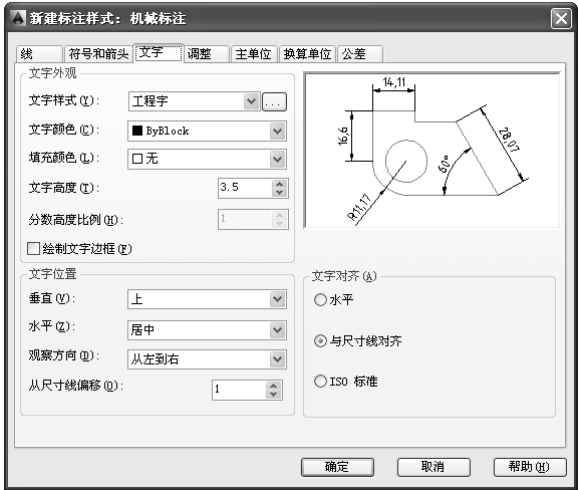 新建标注样式：机械标注
线 符号和箭头 文字 调整 主单位 换算单位 公差
文字外观
文字样式(Y): 工程字 ...
文字颜色(C): ByBlock
填充颜色(L): 无
文字高度(T): 3.5
分数高度比例(H): 1
绘制文字边框(F)
14,11
16,6
28,07
60°
R11,17
文字位置
垂直(V): 上
水平(Z): 居中
观察方向(D): 从左到右
从尺寸线偏移(O): 1
文字对齐(A)
水平
与尺寸线对齐
ISO 标准
确定 取消 帮助(H)